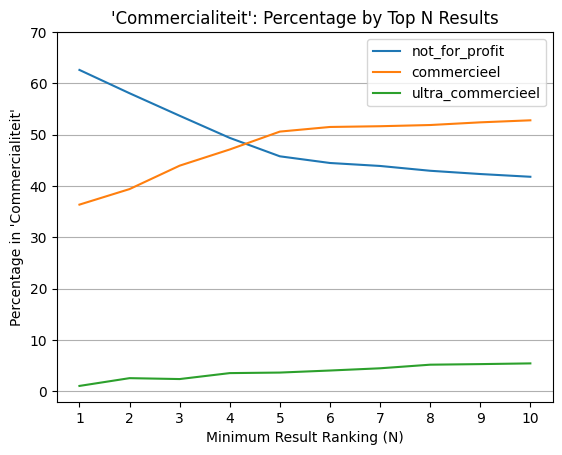 'Commercialiteit': Percentage by Top N Results
not_for_profit
commercieel
ultra_commercieel
Percentage in 'Commercialiteit'
70
60
50
40
30
20
10
0
1 2 3 4 5 6 7 8 9 10
Minimum Result Ranking (N)